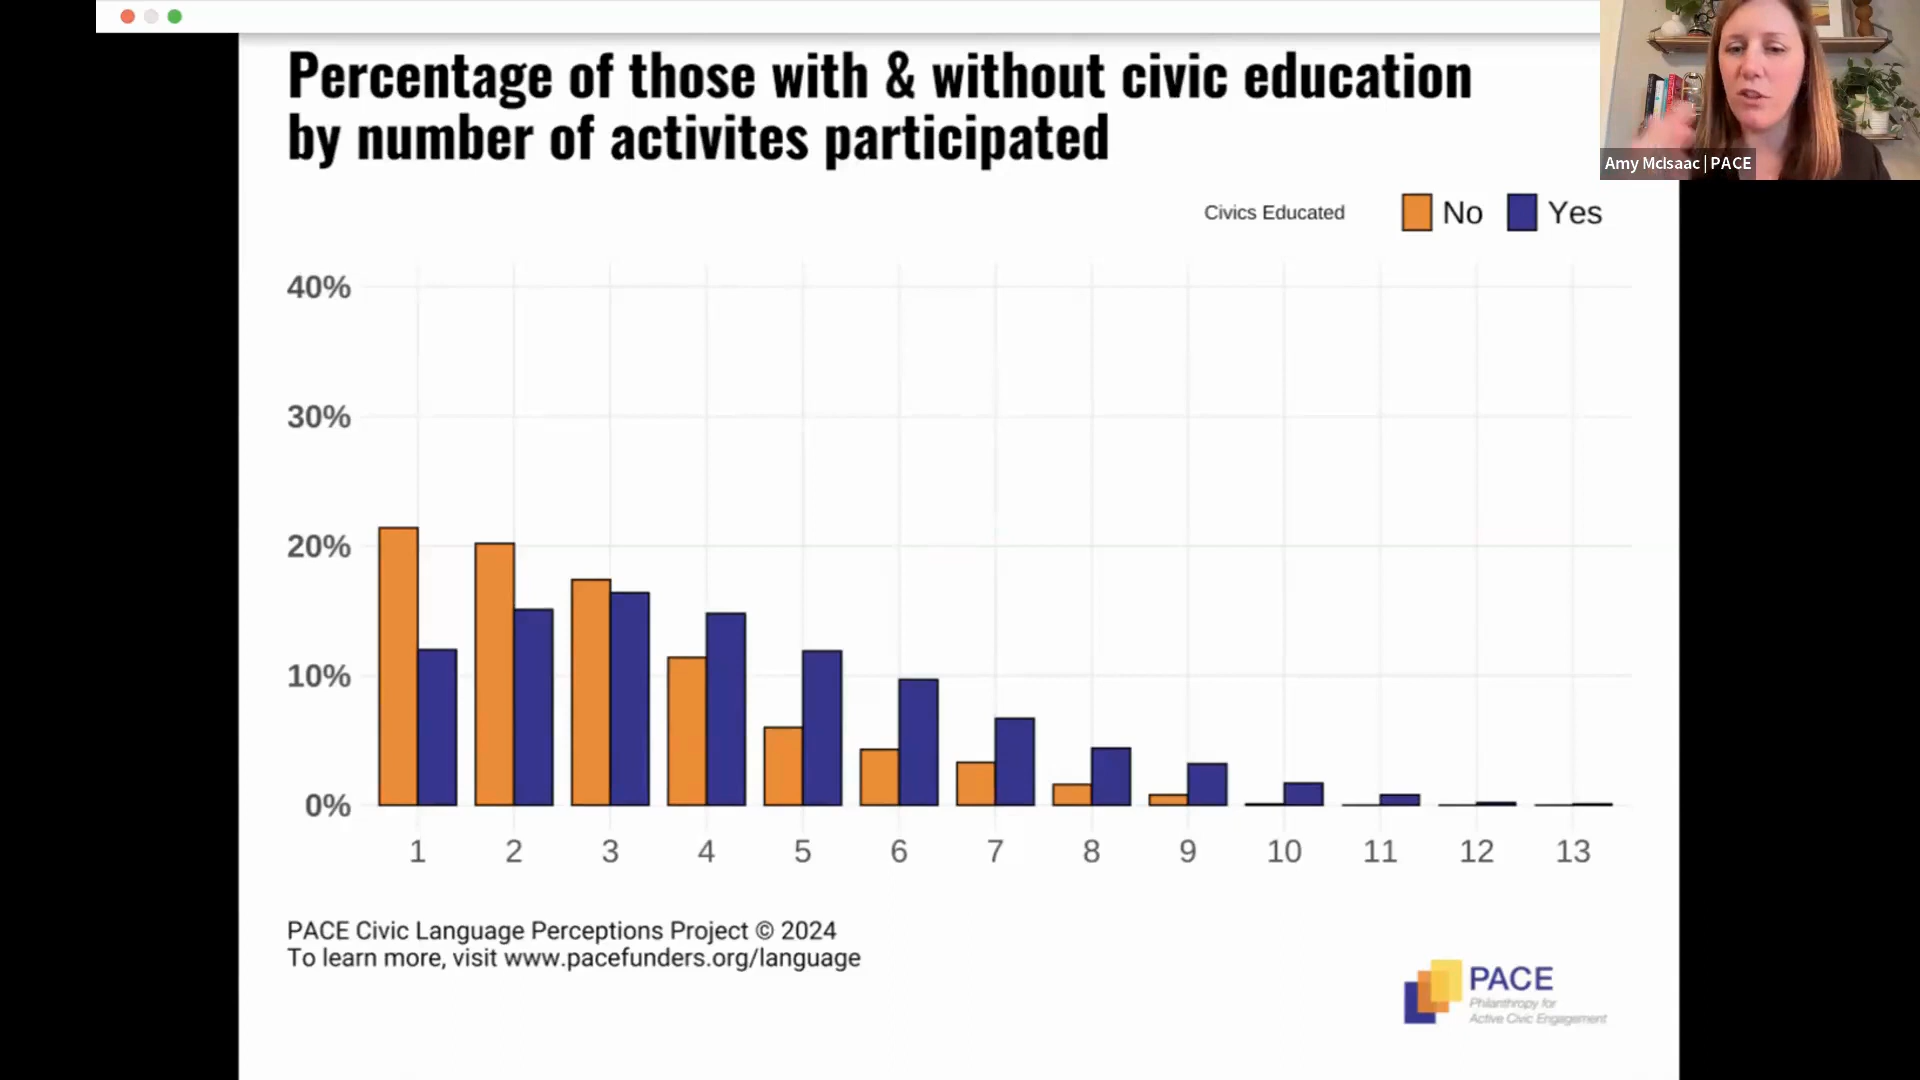 Percentage of those with & without civic education
by number of activites participated
Amy McIsaac | PACE
Civics Educated No Yes
40%
30%
20%
10%
0%
1 2 3 4 5 6 7 8 9 10 11 12 13
PACE Civic Language Perceptions Project © 2024
To learn more, visit www.pacefunders.org/language
PACE
Philanthropy for
Active Civic Engagement